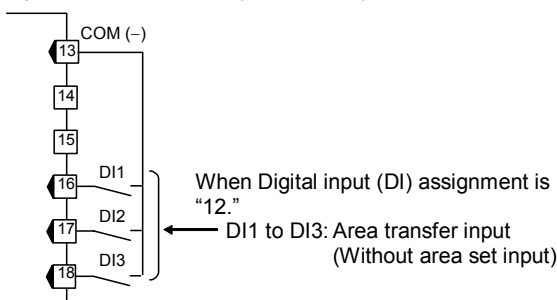 COM (−)
13
14
15
DI1
16
DI2
17
DI3
18
When Digital input (DI) assignment is
“12.”
DI1 to DI3: Area transfer input
(Without area set input)